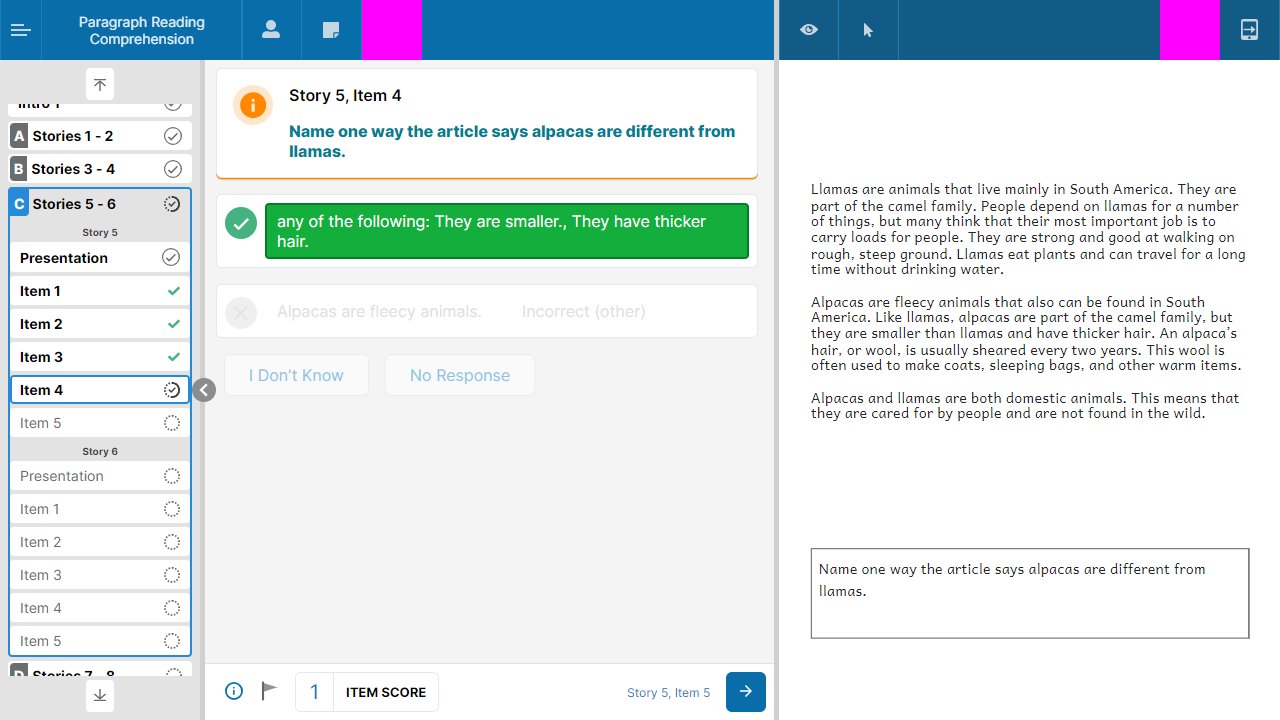 Paragraph Reading
Comprehension
Intro 1
A Stories 1 - 2
B Stories 3 - 4
C Stories 5 - 6
Story 5
Presentation
Item 1
Item 2
Item 3
Item 4
Item 5
Story 6
Presentation
Item 1
Item 2
Item 3
Item 4
Item 5
D Stories 7 - 8
Story 5, Item 4
Name one way the article says alpacas are different from
llamas.
any of the following: They are smaller., They have thicker
hair.
Alpacas are fleecy animals. Incorrect (other)
I Don't Know No Response
1 ITEM SCORE
Story 5, Item 5
Llamas are animals that live mainly in South America. They are
part of the camel family. People depend on llamas for a number
of things, but many think that their most important job is to
carry loads for people. They are strong and good at walking on
rough, steep ground. Llamas eat plants and can travel for a long
time without drinking water.
Alpacas are fleecy animals that also can be found in South
America. Like llamas, alpacas are part of the camel family, but
they are smaller than llamas and have thicker hair. An alpaca's
hair, or wool, is usually sheared every two years. This wool is
often used to make coats, sleeping bags, and other warm items.
Alpacas and llamas are both domestic animals. This means that
they are cared for by people and are not found in the wild.
Name one way the article says alpacas are different from
llamas.